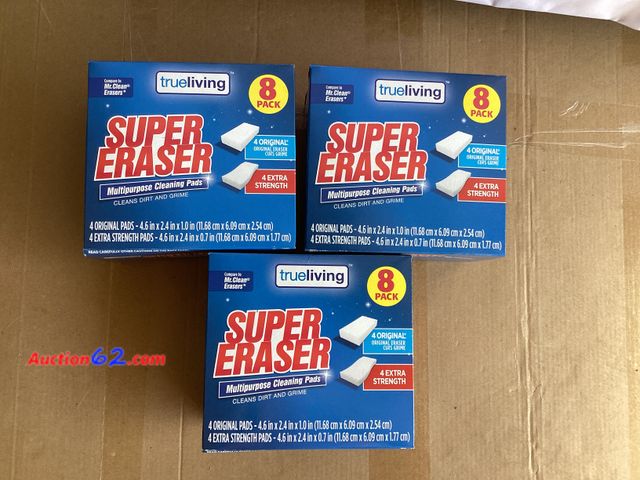 trueliving™
Compare to
Mr. Clean®
Erasers*
8
PACK
SUPER
ERASER
4 ORIGINAL*
ORIGINAL ERASER
CUTS GRIME
4 EXTRA
STRENGTH
Multipurpose Cleaning Pads
CLEANS DIRT AND GRIME
4 ORIGINAL PADS - 4.6 in x 2.4 in x 1.0 in (11.68 cm x 6.09 cm x 2.54 cm)
4 EXTRA STRENGTH PADS - 4.6 in x 2.4 in x 0.7 in (11.68 cm x 6.09 cm x 1.77 cm)
trueliving™
Compare to
Mr. Clean®
Erasers*
8
PACK
SUPER
ERASER
4 ORIGINAL*
ORIGINAL ERASER
CUTS GRIME
4 EXTRA
STRENGTH
Multipurpose Cleaning Pads
CLEANS DIRT AND GRIME
4 ORIGINAL PADS - 4.6 in x 2.4 in x 1.0 in (11.68 cm x 6.09 cm x 2.54 cm)
4 EXTRA STRENGTH PADS - 4.6 in x 2.4 in x 0.7 in (11.68 cm x 6.09 cm x 1.77 cm)
trueliving™
Compare to
Mr. Clean®
Erasers*
8
PACK
SUPER
ERASER
4 ORIGINAL*
ORIGINAL ERASER
CUTS GRIME
4 EXTRA
STRENGTH
Multipurpose Cleaning Pads
CLEANS DIRT AND GRIME
4 ORIGINAL PADS - 4.6 in x 2.4 in x 1.0 in (11.68 cm x 6.09 cm x 2.54 cm)
4 EXTRA STRENGTH PADS - 4.6 in x 2.4 in x 0.7 in (11.68 cm x 6.09 cm x 1.77 cm)
Auction62.com